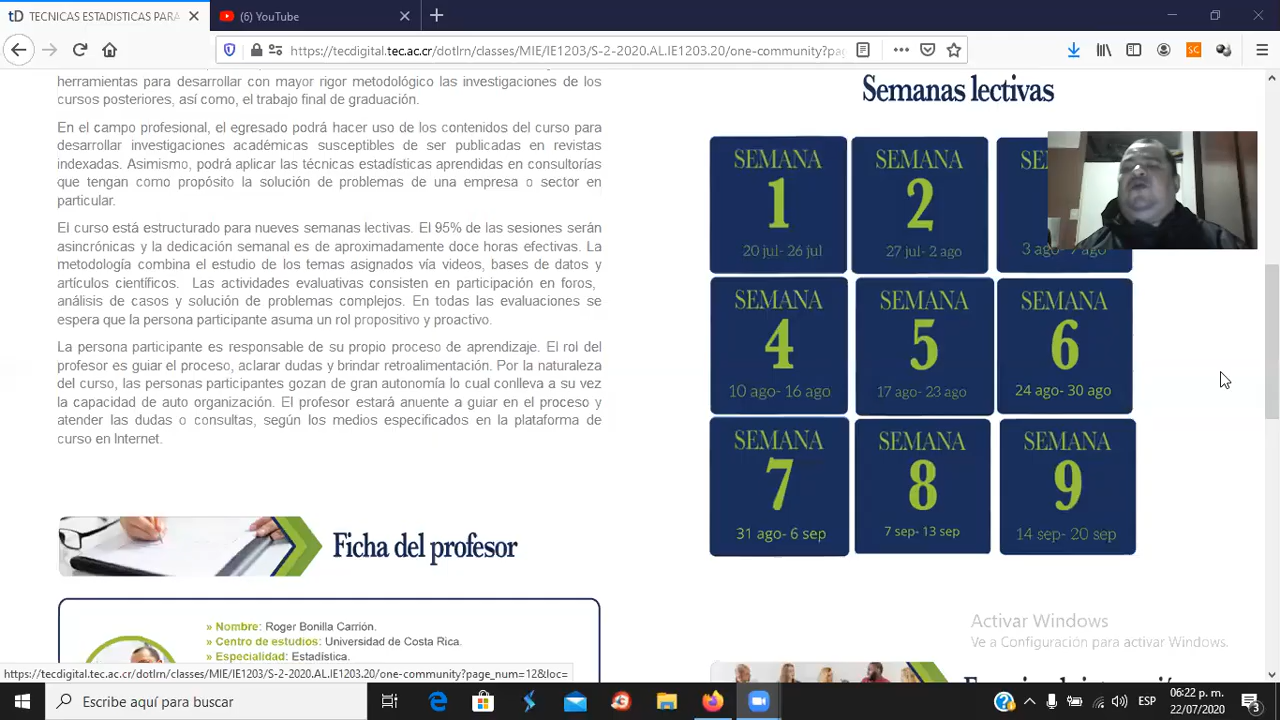 TECNICAS ESTADISTICAS PARA
(6) YouTube
https://tecdigital.tec.ac.cr/dotlrn/classes/MIE/IE1203/S-2-2020.AL.IE1203.20/one-community?pa
herramientas para desarrollar con mayor rigor metodológico las investigaciones de los
cursos posteriores, así como, el trabajo final de graduación.
En el campo profesional, el egresado podrá hacer uso de los contenidos del curso para
desarrollar investigaciones académicas susceptibles de ser publicadas en revistas
indexadas. Asimismo, podrá aplicar las técnicas estadísticas aprendidas en consultorías
que tengan como propósito la solución de problemas de una empresa o sector en
particular.
El curso está estructurado para nueves semanas lectivas. El 95% de las sesiones serán
asincrónicas y la dedicación semanal es de aproximadamente doce horas efectivas. La
metodología combina el estudio de los temas asignados vía videos, bases de datos y
artículos científicos. Las actividades evaluativas consisten en participación en foros,
análisis de casos y solución de problemas complejos. En todas las evaluaciones se
espera que la persona participante asuma un rol propositivo y proactivo.
La persona participante es responsable de su propio proceso de aprendizaje. El rol del
profesor es guiar el proceso, aclarar dudas y brindar retroalimentación. Por la naturaleza
del curso, las personas participantes gozan de gran autonomía lo cual conlleva a su vez
la capacidad de auto organización. El profesor estará anuente a guiar en el proceso y
atender las dudas o consultas, según los medios especificados en la plataforma de
curso en Internet.
Ficha del profesor
» Nombre: Roger Bonilla Carrión.
» Centro de estudios: Universidad de Costa Rica.
» Especialidad: Estadística.
Semanas lectivas
SEMANA
1
20 jul- 26 jul
SEMANA
2
27 jul- 2 ago
SE
3 ago-
SEMANA
4
10 ago- 16 ago
SEMANA
5
17 ago- 23 ago
SEMANA
6
24 ago- 30 ago
SEMANA
7
31 ago- 6 sep
SEMANA
8
7 sep- 13 sep
SEMANA
9
14 sep- 20 sep
Activar Windows
Ve a Configuración para activar Windows.
https://tecdigital.tec.ac.cr/dotlrn/classes/MIE/IE1203/S-2-2020.AL.IE1203.20/one-community?page_num=12&loc=
Escribe aquí para buscar
ESP
06:22 p. m.
22/07/2020
3